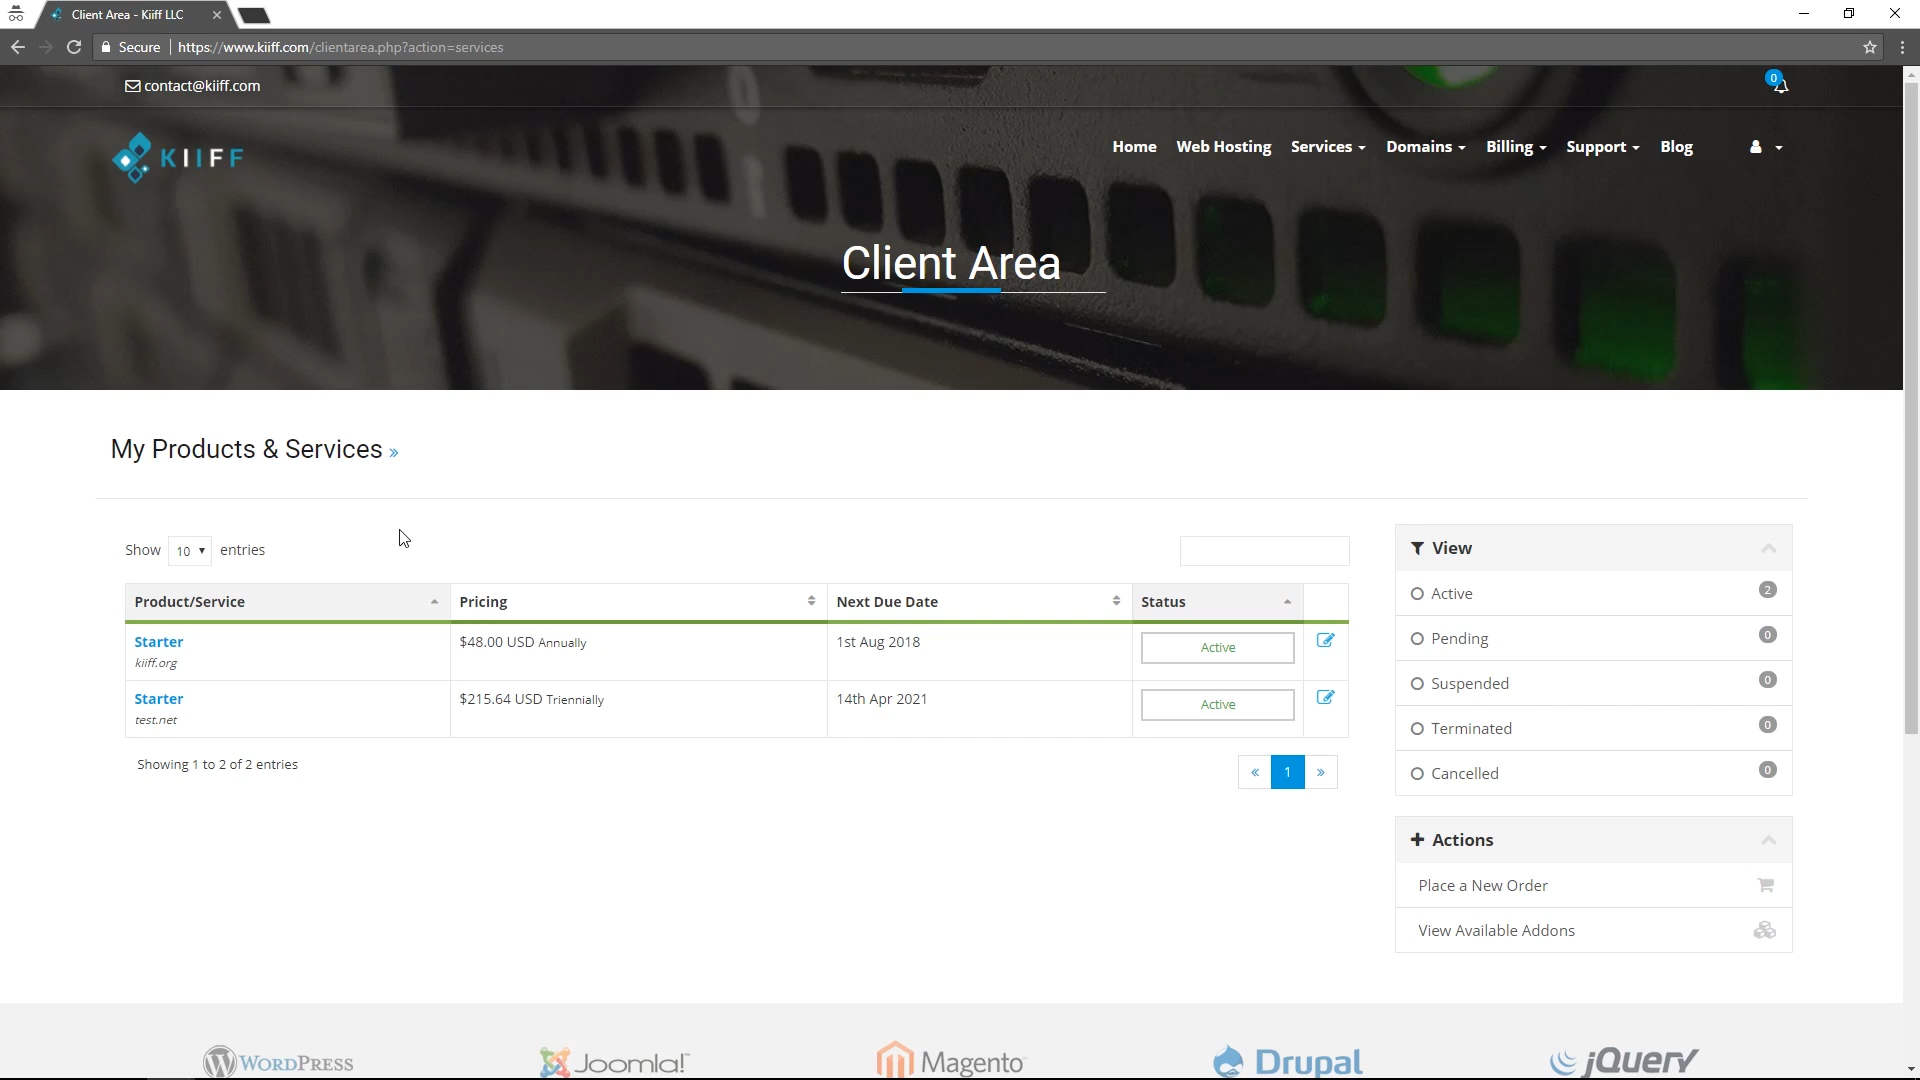 Client Area - Kiiff LLC
Secure https://www.kiiff.com/clientarea.php?action=services
contact@kiiff.com
0
KIIFF
Home Web Hosting Services Domains Billing Support Blog
Client Area
My Products & Services »
Show 10 entries
Product/Service Pricing Next Due Date Status
Starter $48.00 USD Annually 1st Aug 2018 Active
kiiff.org
Starter $215.64 USD Triennially 14th Apr 2021 Active
test.net
Showing 1 to 2 of 2 entries
« 1 »
View
Active 2
Pending 0
Suspended 0
Terminated 0
Cancelled 0
Actions
Place a New Order
View Available Addons
WORDPRESS Joomla! Magento Drupal jQuery